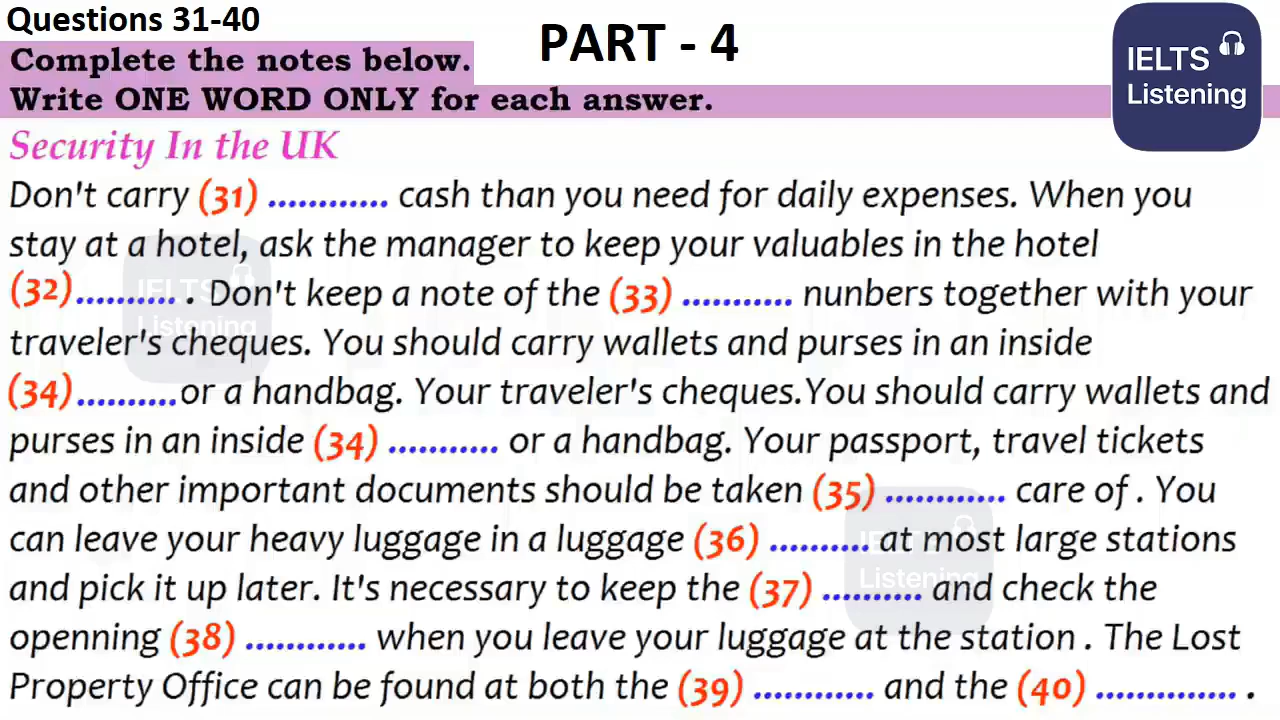 Questions 31-40
PART - 4
IELTS
Listening
Complete the notes below.
Write ONE WORD ONLY for each answer.
Security In the UK
Don't carry (31) ............ cash than you need for daily expenses. When you
stay at a hotel, ask the manager to keep your valuables in the hotel
(32).......... . Don't keep a note of the (33) ........... nunbers together with your
traveler's cheques. You should carry wallets and purses in an inside
(34)..........or a handbag. Your traveler's cheques.You should carry wallets and
purses in an inside (34) ........... or a handbag. Your passport, travel tickets
and other important documents should be taken (35) ............ care of . You
can leave your heavy luggage in a luggage (36) .......... at most large stations
and pick it up later. It's necessary to keep the (37) .......... and check the
openning (38) ............ when you leave your luggage at the station . The Lost
Property Office can be found at both the (39) ............ and the (40) .............. .
IELTS
Listening
IELTS
Listening